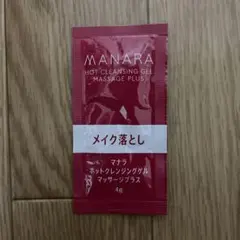 MANARA
HOT CLEANSING GEL
MASSAGE PLUS
メイク落とし
マナラ
ホットクレンジングゲル
マッサージプラス
4g